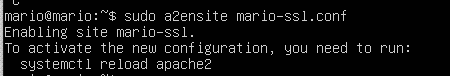 mario@mario:~$ sudo a2ensite mario-ssl.conf
Enabling site mario-ssl.
To activate the new configuration, you need to run:
  systemctl reload apache2